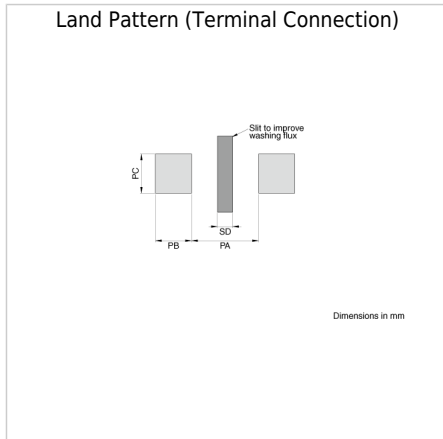 Land Pattern (Terminal Connection)
Slit to improve
washing flux
PC
SD
PB
PA
Dimensions in mm